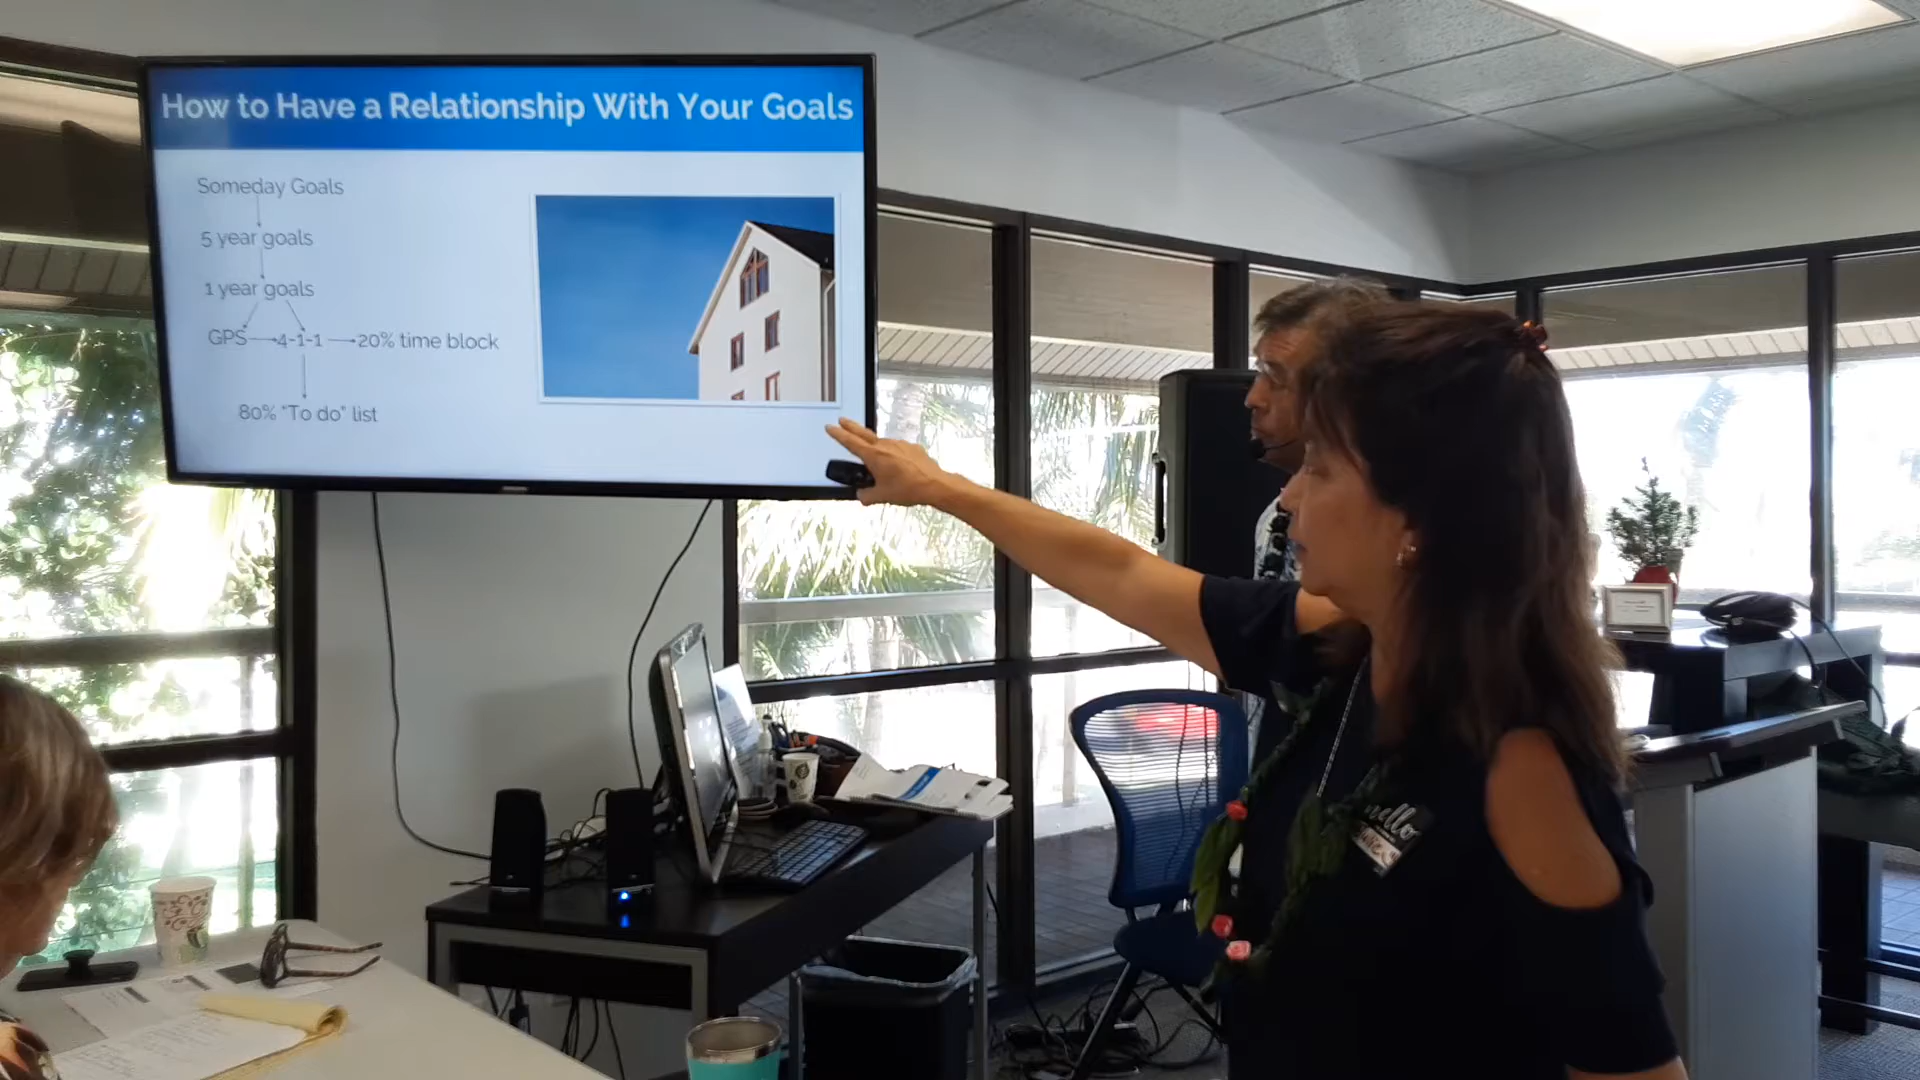 How to Have a Relationship With Your Goals
Someday Goals
5 year goals
1 year goals
GPS 4-1-1 20% time block
80% "To do" list
hello